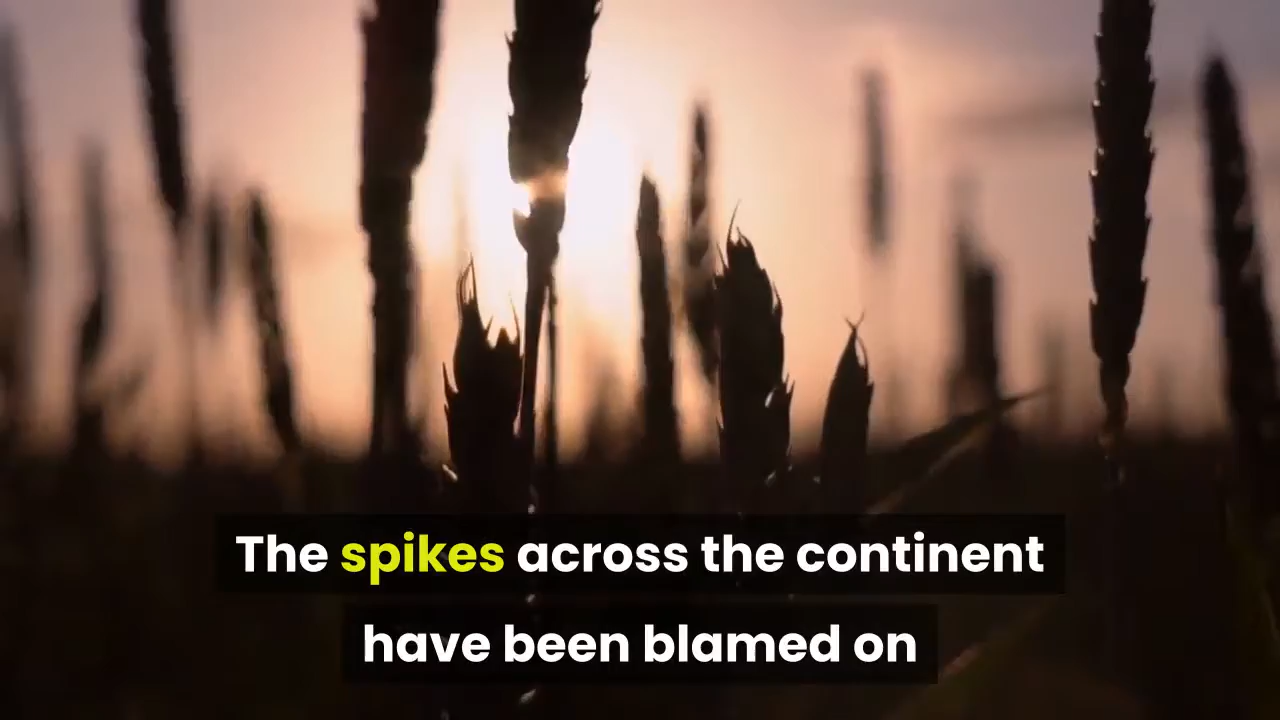 The spikes across the continent
have been blamed on